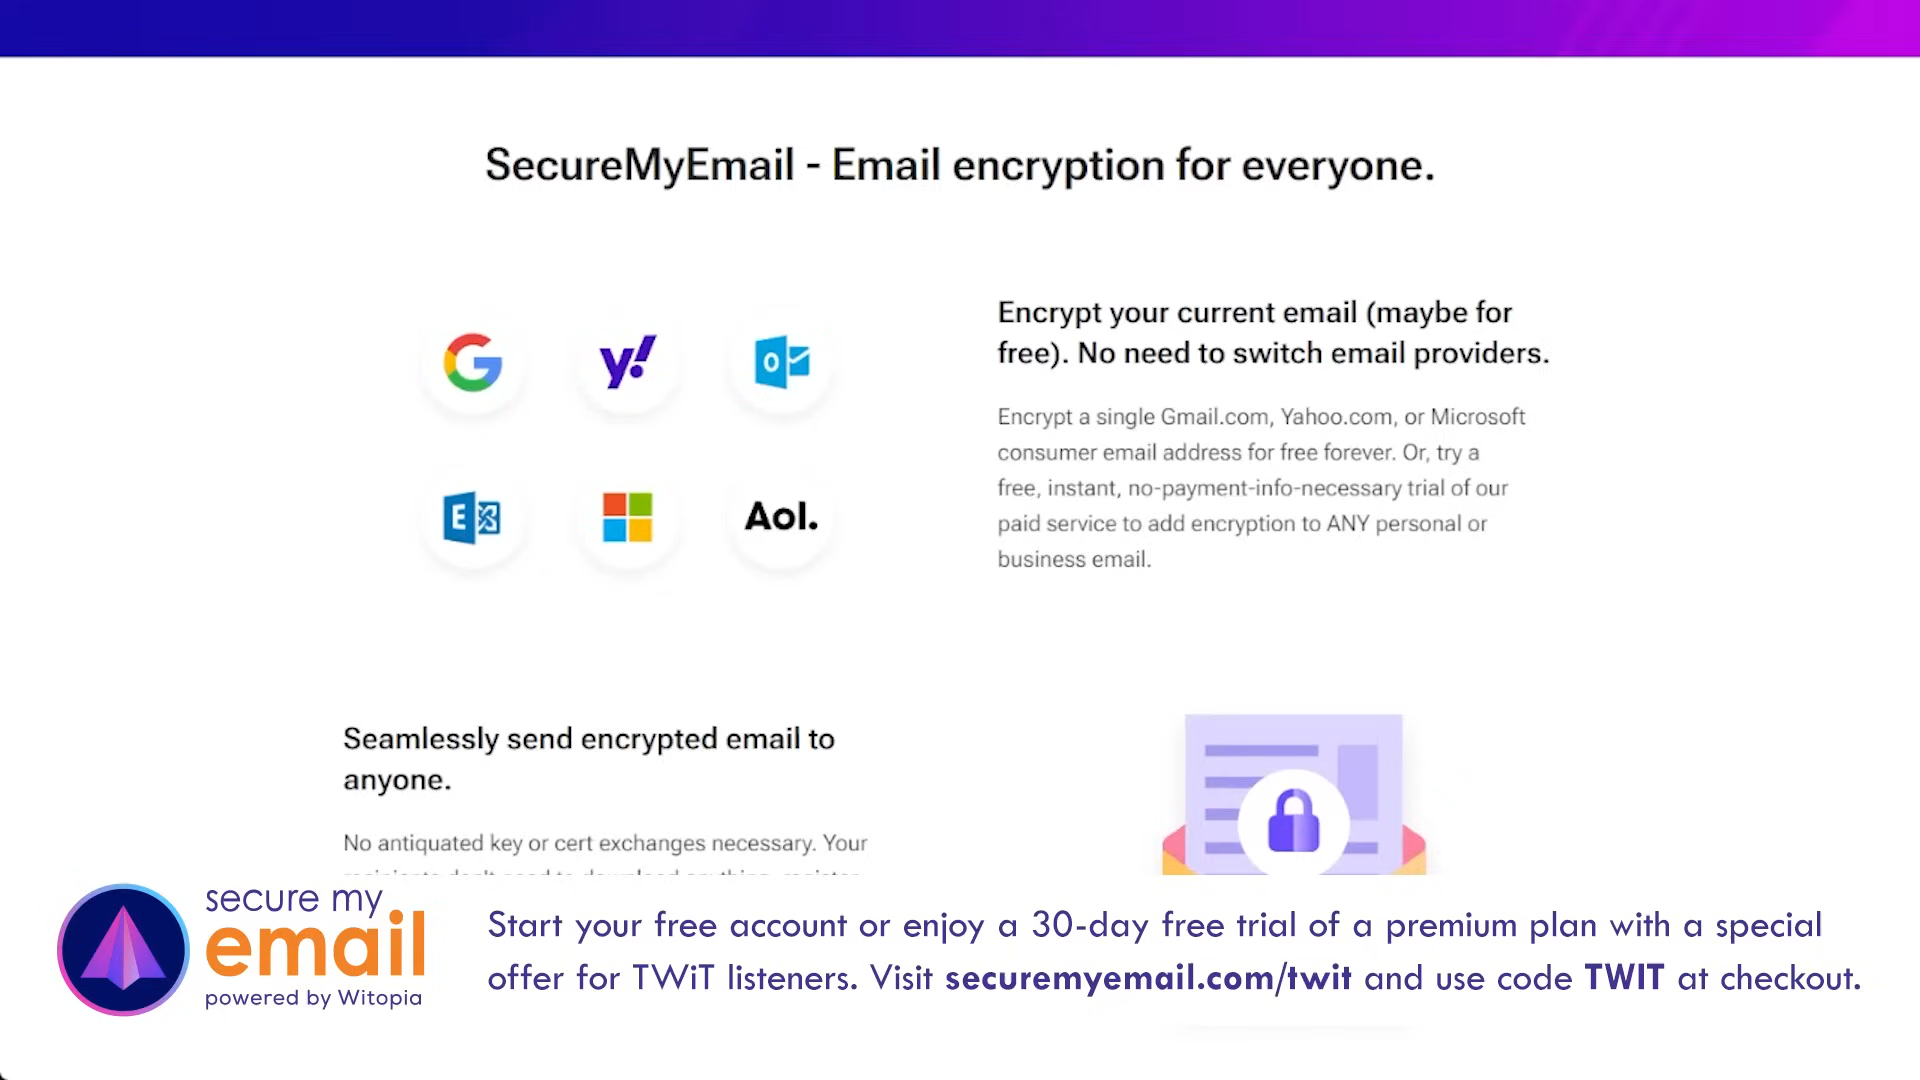 SecureMyEmail - Email encryption for everyone.
Encrypt your current email (maybe for
free). No need to switch email providers.
Encrypt a single Gmail.com, Yahoo.com, or Microsoft
consumer email address for free forever. Or, try a
free, instant, no-payment-info-necessary trial of our
paid service to add encryption to ANY personal or
business email.
G
y!
O
E
Aol.
Seamlessly send encrypted email to
anyone.
No antiquated key or cert exchanges necessary. Your
secure my
email
powered by Witopia
Start your free account or enjoy a 30-day free trial of a premium plan with a special
offer for TWiT listeners. Visit securemyemail.com/twit and use code TWIT at checkout.